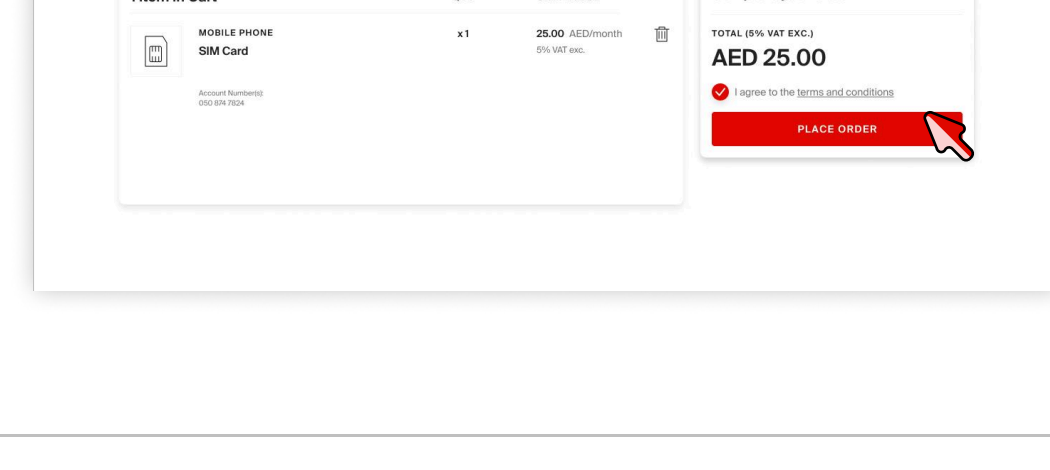 MOBILE PHONE
SIM Card
x 1
25.00 AED/month
5% VAT exc.
Account Number(s):
050 874 7824
TOTAL (5% VAT EXC.)
AED 25.00
I agree to the terms and conditions
PLACE ORDER